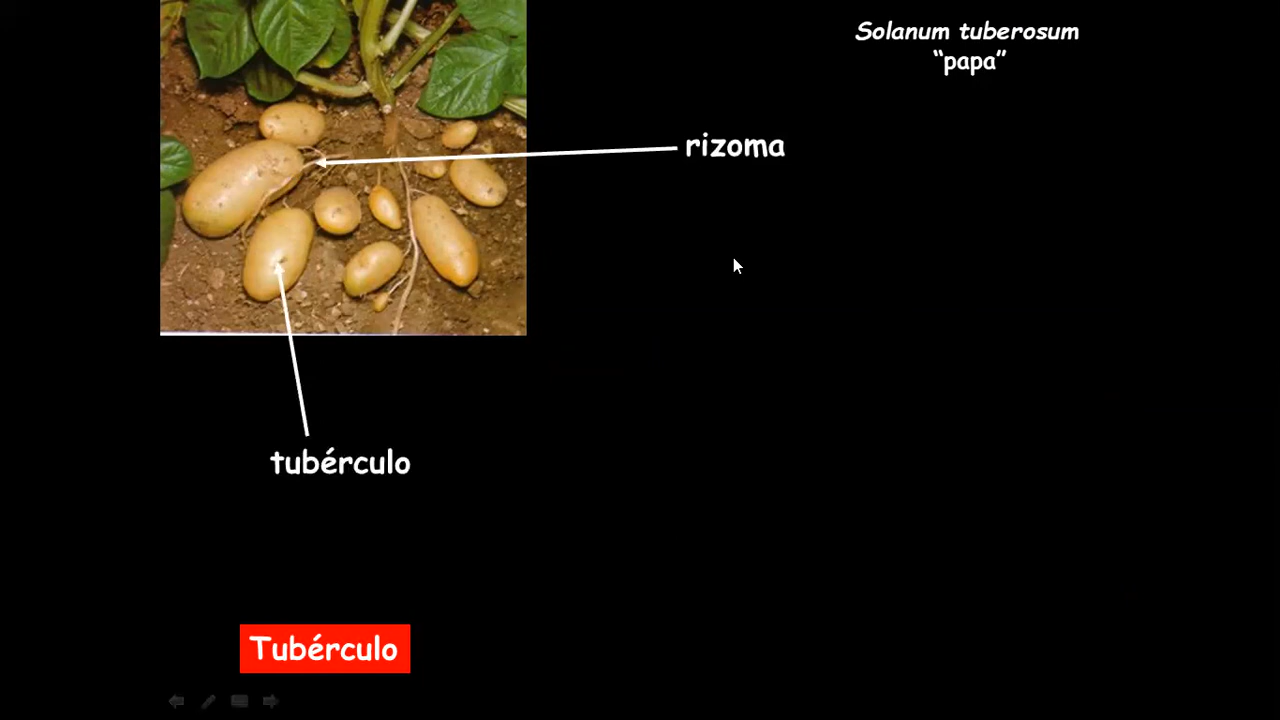 Solanum tuberosum
“papa”
rizoma
tubérculo
Tubérculo